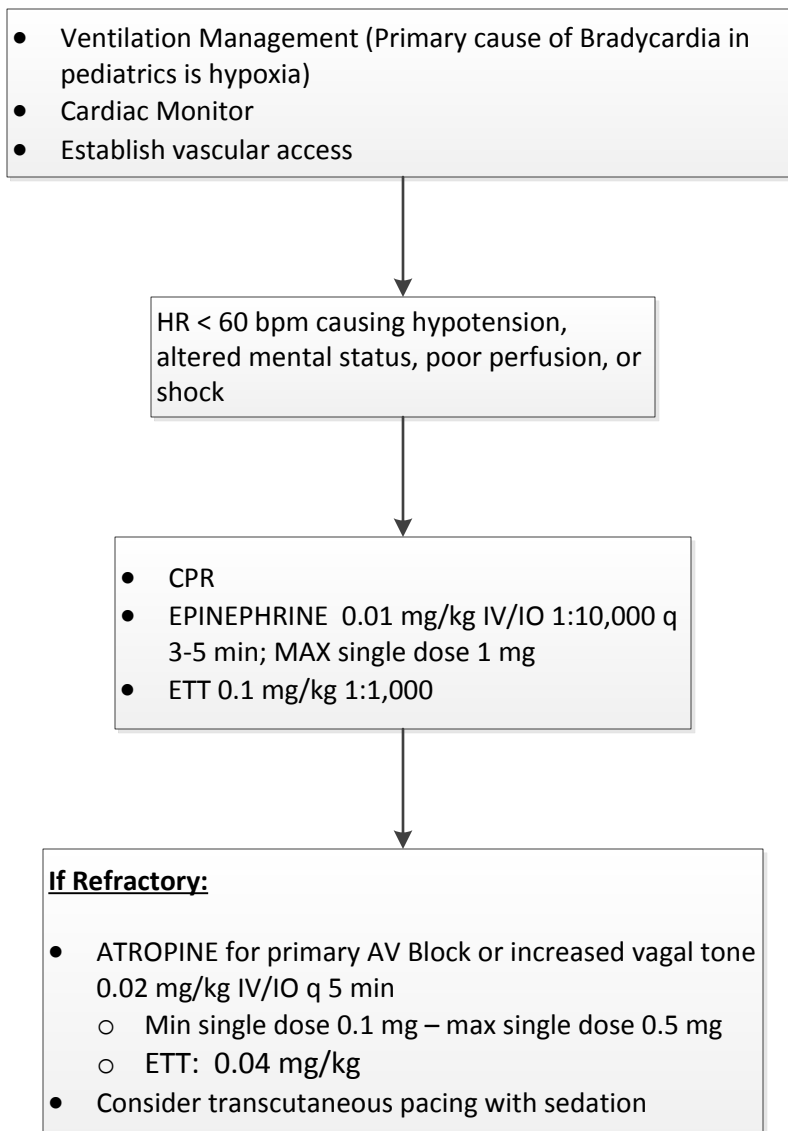 • Ventilation Management (Primary cause of Bradycardia in
pediatrics is hypoxia)
• Cardiac Monitor
• Establish vascular access
HR < 60 bpm causing hypotension,
altered mental status, poor perfusion, or
shock
• CPR
• EPINEPHRINE 0.01 mg/kg IV/IO 1:10,000 q
3-5 min; MAX single dose 1 mg
• ETT 0.1 mg/kg 1:1,000
If Refractory:
• ATROPINE for primary AV Block or increased vagal tone
0.02 mg/kg IV/IO q 5 min
o Min single dose 0.1 mg – max single dose 0.5 mg
o ETT: 0.04 mg/kg
• Consider transcutaneous pacing with sedation